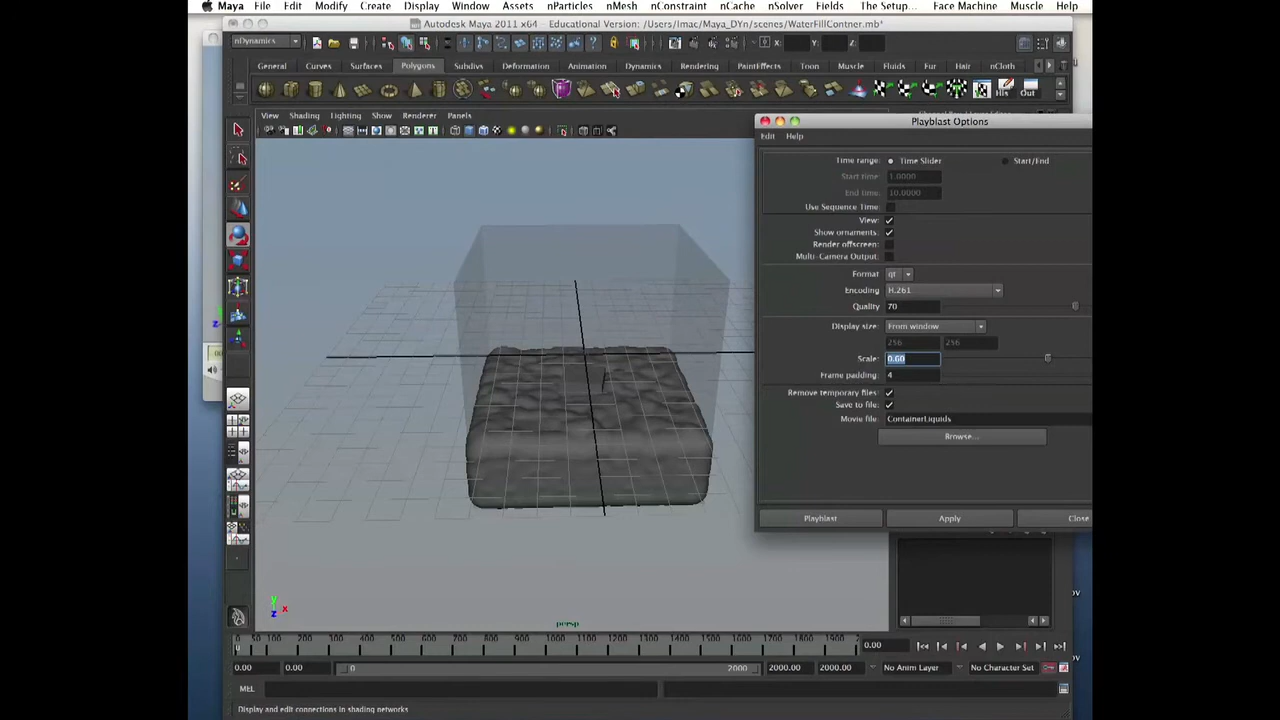 Maya File Edit Modify Create Display Window Assets nParticles nMesh nConstraint nCache nSolver Fields The Setup... Face Machine Muscle Help
Autodesk Maya 2011 x64 - Educational Version: /Users/Imac/Maya_DYn/scenes/WaterFillContner.mb*
nDynamics X: Y: Z:
General Curves Surfaces Polygons Subdivs Deformation Animation Dynamics Rendering PaintEffects Toon Muscle Fluids Fur Hair nCloth
His Out
View Shading Lighting Show Renderer Panels
Playblast Options
Edit Help
Time range: Time Slider Start/End
Start time: 1.0000
End time: 10.0000
Use Sequence Time:
View:
Show ornaments:
Render offscreen:
Multi-Camera Output:
Format qt
Encoding H.261
Quality 70
Display size: From window
256 256
Scale: 0.60
Frame padding: 4
Remove temporary files:
Save to file:
Movie file: ContainerLiquids
Browse...
Playblast Apply Close
y
z x
persp
0 50 100 200 300 400 500 600 700 800 900 1000 1100 1200 1300 1400 1500 1600 1700 1800 1900 0.00
0.00 0.00 0 2000 2000.00 2000.00 No Anim Layer No Character Set
MEL
Display and edit connections in shading networks